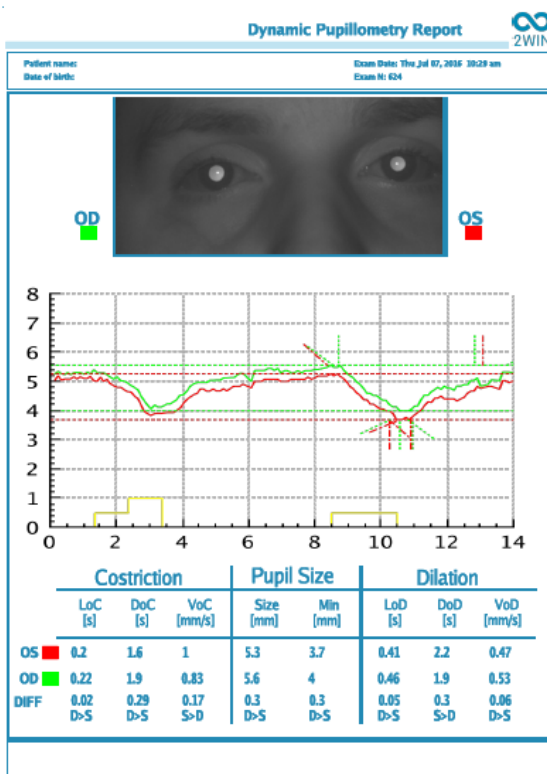 Dynamic Pupillometry Report
2WIN
Patient name:
Exam Date: Thu Jul 07, 2016 10:29 am
Date of birth:
Exam N: 624
OD
OS
8
7
6
5
4
3
2
1
0
0 2 4 6 8 10 12 14
Costriction Pupil Size Dilation
LoC DoC VoC Size Min LoD DoD VoD
[s] [s] [mm/s] [mm] [mm] [s] [s] [mm/s]
OS 0.2 1.6 1 5.3 3.7 0.41 2.2 0.47
OD 0.22 1.9 0.83 5.6 4 0.46 1.9 0.53
DIFF 0.02 0.29 0.17 0.3 0.3 0.05 0.3 0.06
D>S D>S S>D D>S D>S D>S S>D D>S